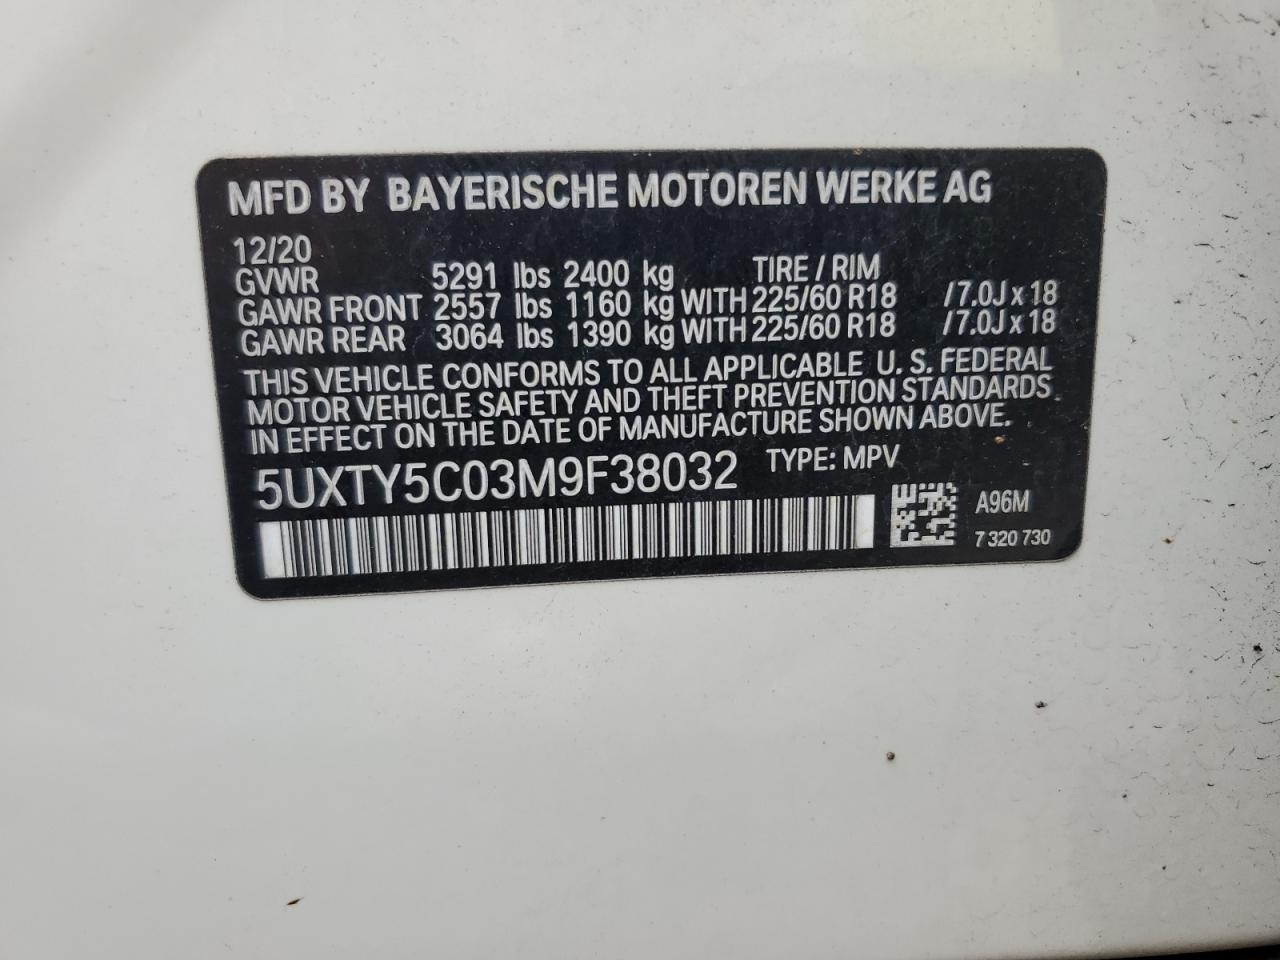 MFD BY BAYERISCHE MOTOREN WERKE AG
12/20
GVWR 5291 lbs 2400 kg TIRE / RIM
GAWR FRONT 2557 lbs 1160 kg WITH 225/60 R18 /7.0J x 18
GAWR REAR 3064 lbs 1390 kg WITH 225/60 R18 /7.0J x 18
THIS VEHICLE CONFORMS TO ALL APPLICABLE U. S. FEDERAL
MOTOR VEHICLE SAFETY AND THEFT PREVENTION STANDARDS
IN EFFECT ON THE DATE OF MANUFACTURE SHOWN ABOVE.
5UXTY5C03M9F38032 TYPE: MPV
A96M
7 320 730